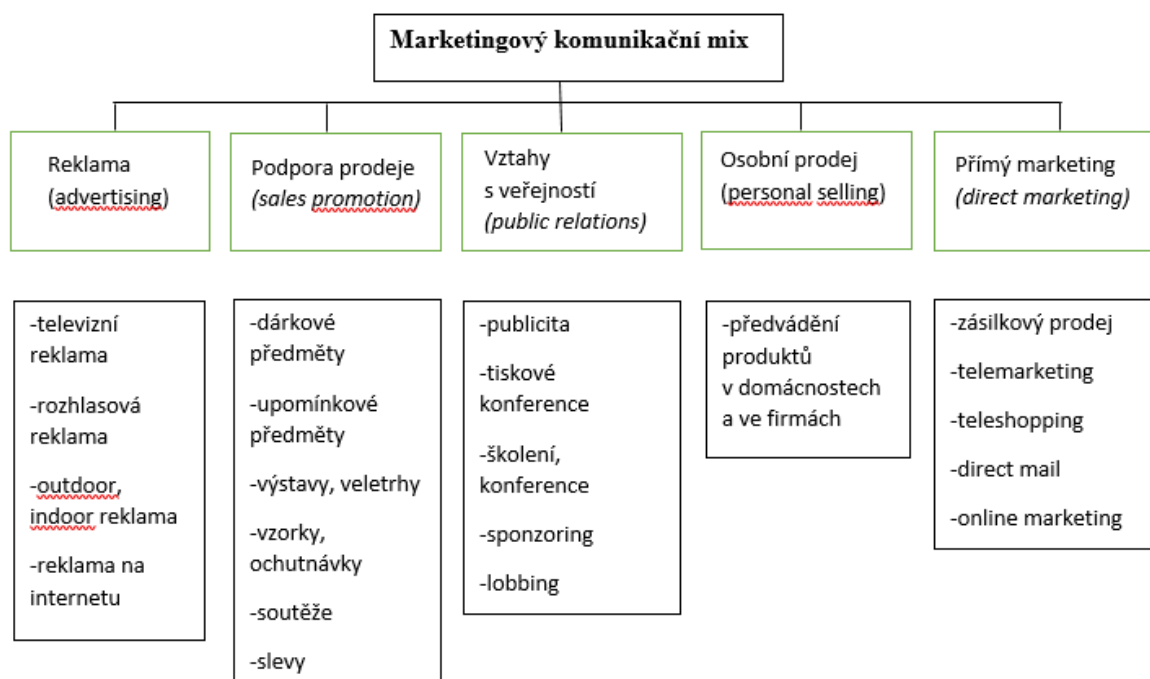 Marketingový komunikační mix
Reklama
(advertising)
Podpora prodeje
(sales promotion)
Vztahy
s veřejností
(public relations)
Osobní prodej
(personal selling)
Přímý marketing
(direct marketing)
-televizní
reklama
-rozhlasová
reklama
-outdoor,
indoor reklama
-reklama na
internetu
-dárkové
předměty
-upomínkové
předměty
-výstavy, veletrhy
-vzorky,
ochutnávky
-soutěže
-slevy
-publicita
-tiskové
konference
-školení,
konference
-sponzoring
-lobbing
-předvádění
produktů
v domácnostech
a ve firmách
-zásilkový prodej
-telemarketing
-teleshopping
-direct mail
-online marketing